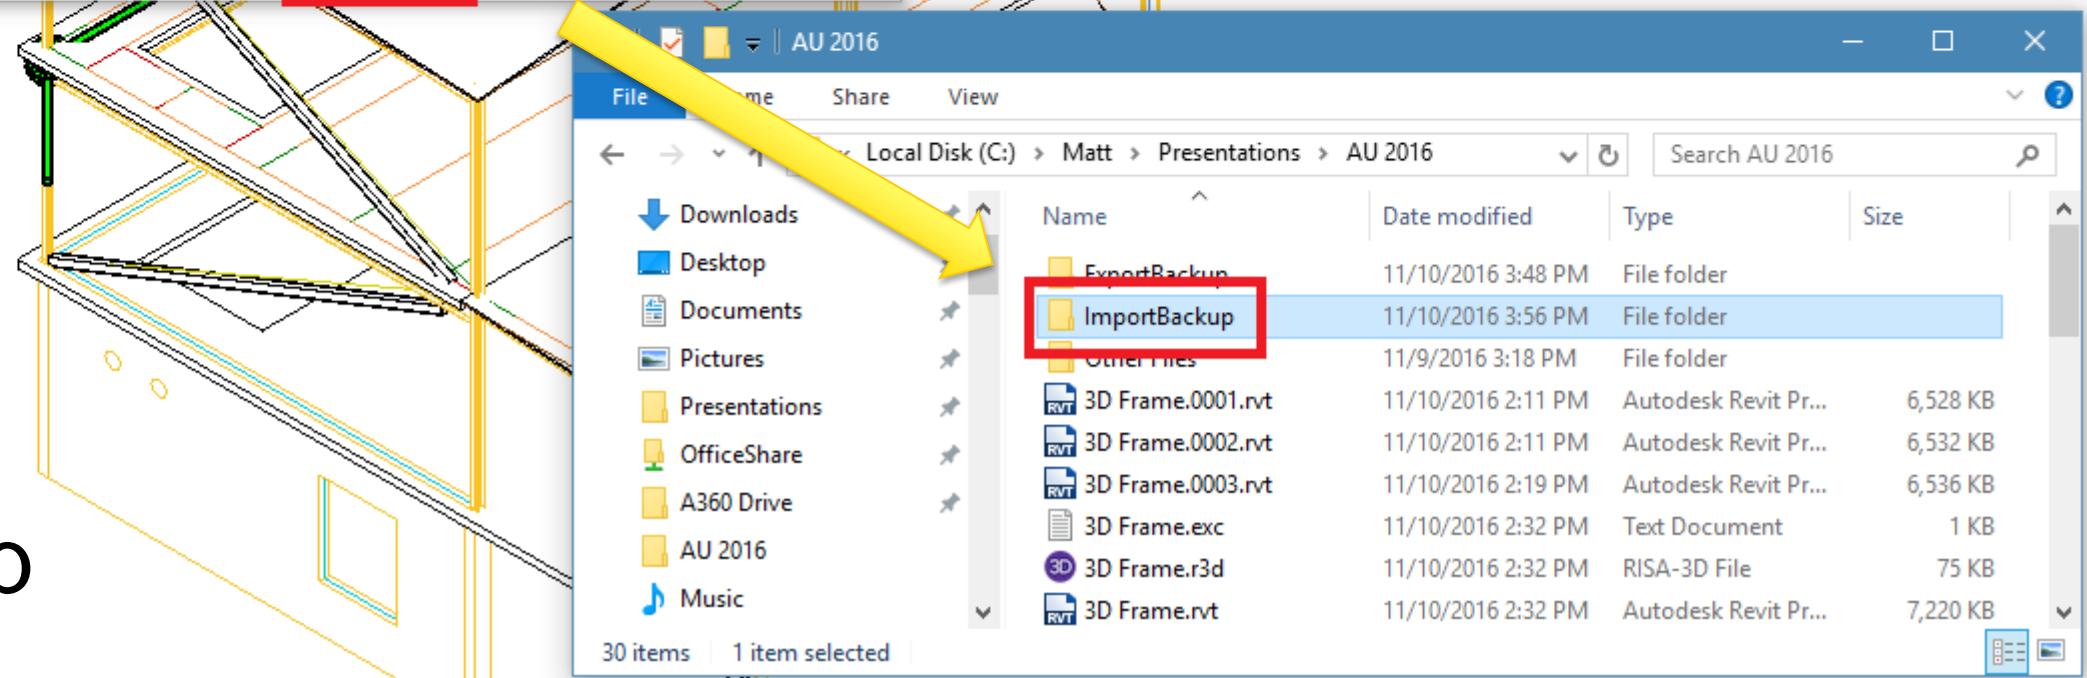 AU 2016
File me Share View
Local Disk (C:) > Matt > Presentations > AU 2016 Search AU 2016
Downloads
Desktop
Documents
Pictures
Presentations
OfficeShare
A360 Drive
AU 2016
Music
Name Date modified Type Size
ExportBackup 11/10/2016 3:48 PM File folder
ImportBackup 11/10/2016 3:56 PM File folder
Other Files 11/9/2016 3:18 PM File folder
3D Frame.0001.rvt 11/10/2016 2:11 PM Autodesk Revit Pr... 6,528 KB
3D Frame.0002.rvt 11/10/2016 2:11 PM Autodesk Revit Pr... 6,532 KB
3D Frame.0003.rvt 11/10/2016 2:19 PM Autodesk Revit Pr... 6,536 KB
3D Frame.exc 11/10/2016 2:32 PM Text Document 1 KB
3D Frame.r3d 11/10/2016 2:32 PM RISA-3D File 75 KB
3D Frame.rvt 11/10/2016 2:32 PM Autodesk Revit Pr... 7,220 KB
30 items 1 item selected